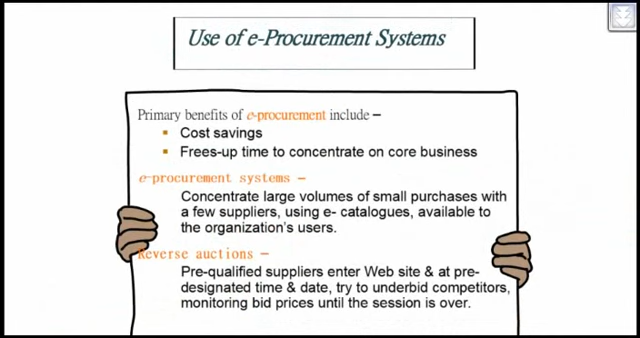 Use of e-Procurement Systems
Primary benefits of e-procurement include –
▪ Cost savings
▪ Frees-up time to concentrate on core business
e-procurement systems –
Concentrate large volumes of small purchases with
a few suppliers, using e- catalogues, available to
the organization's users.
Reverse auctions –
Pre-qualified suppliers enter Web site & at pre-
designated time & date, try to underbid competitors,
monitoring bid prices until the session is over.